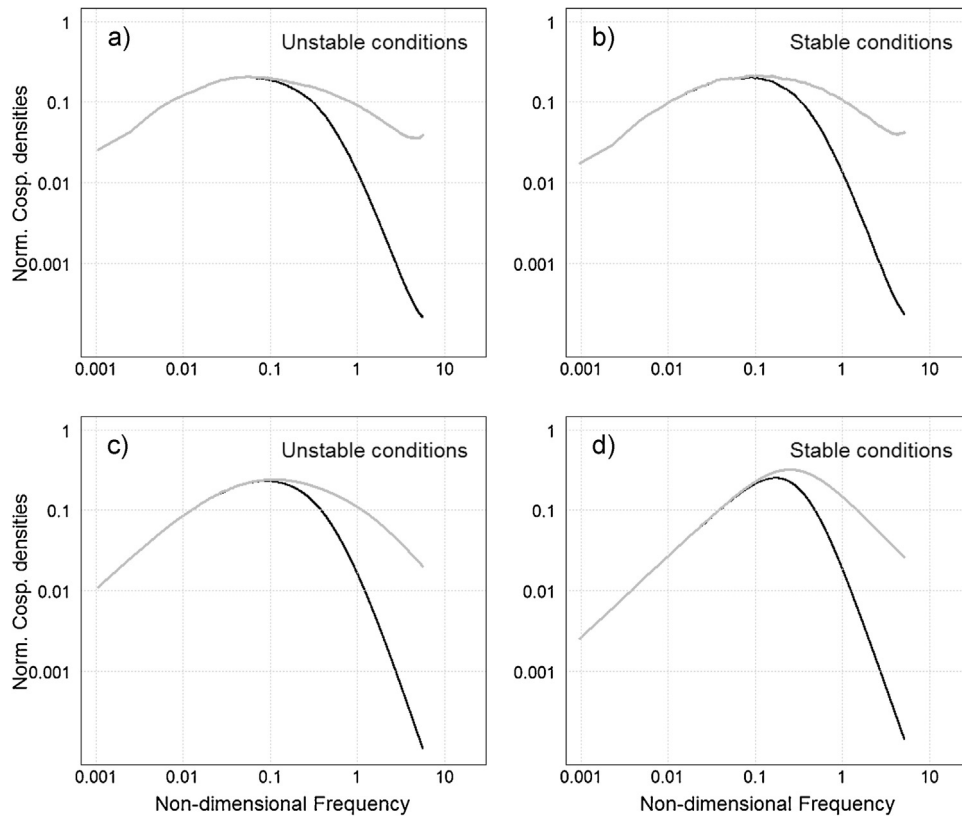 a)
Unstable conditions
Norm. Cosp. densities
1
0.1
0.01
0.001
0.001 0.01 0.1 1 10
b)
Stable conditions
1
0.1
0.01
0.001
0.001 0.01 0.1 1 10
c)
Unstable conditions
Norm. Cosp. densities
1
0.1
0.01
0.001
0.001 0.01 0.1 1 10
Non-dimensional Frequency
d)
Stable conditions
1
0.1
0.01
0.001
0.001 0.01 0.1 1 10
Non-dimensional Frequency